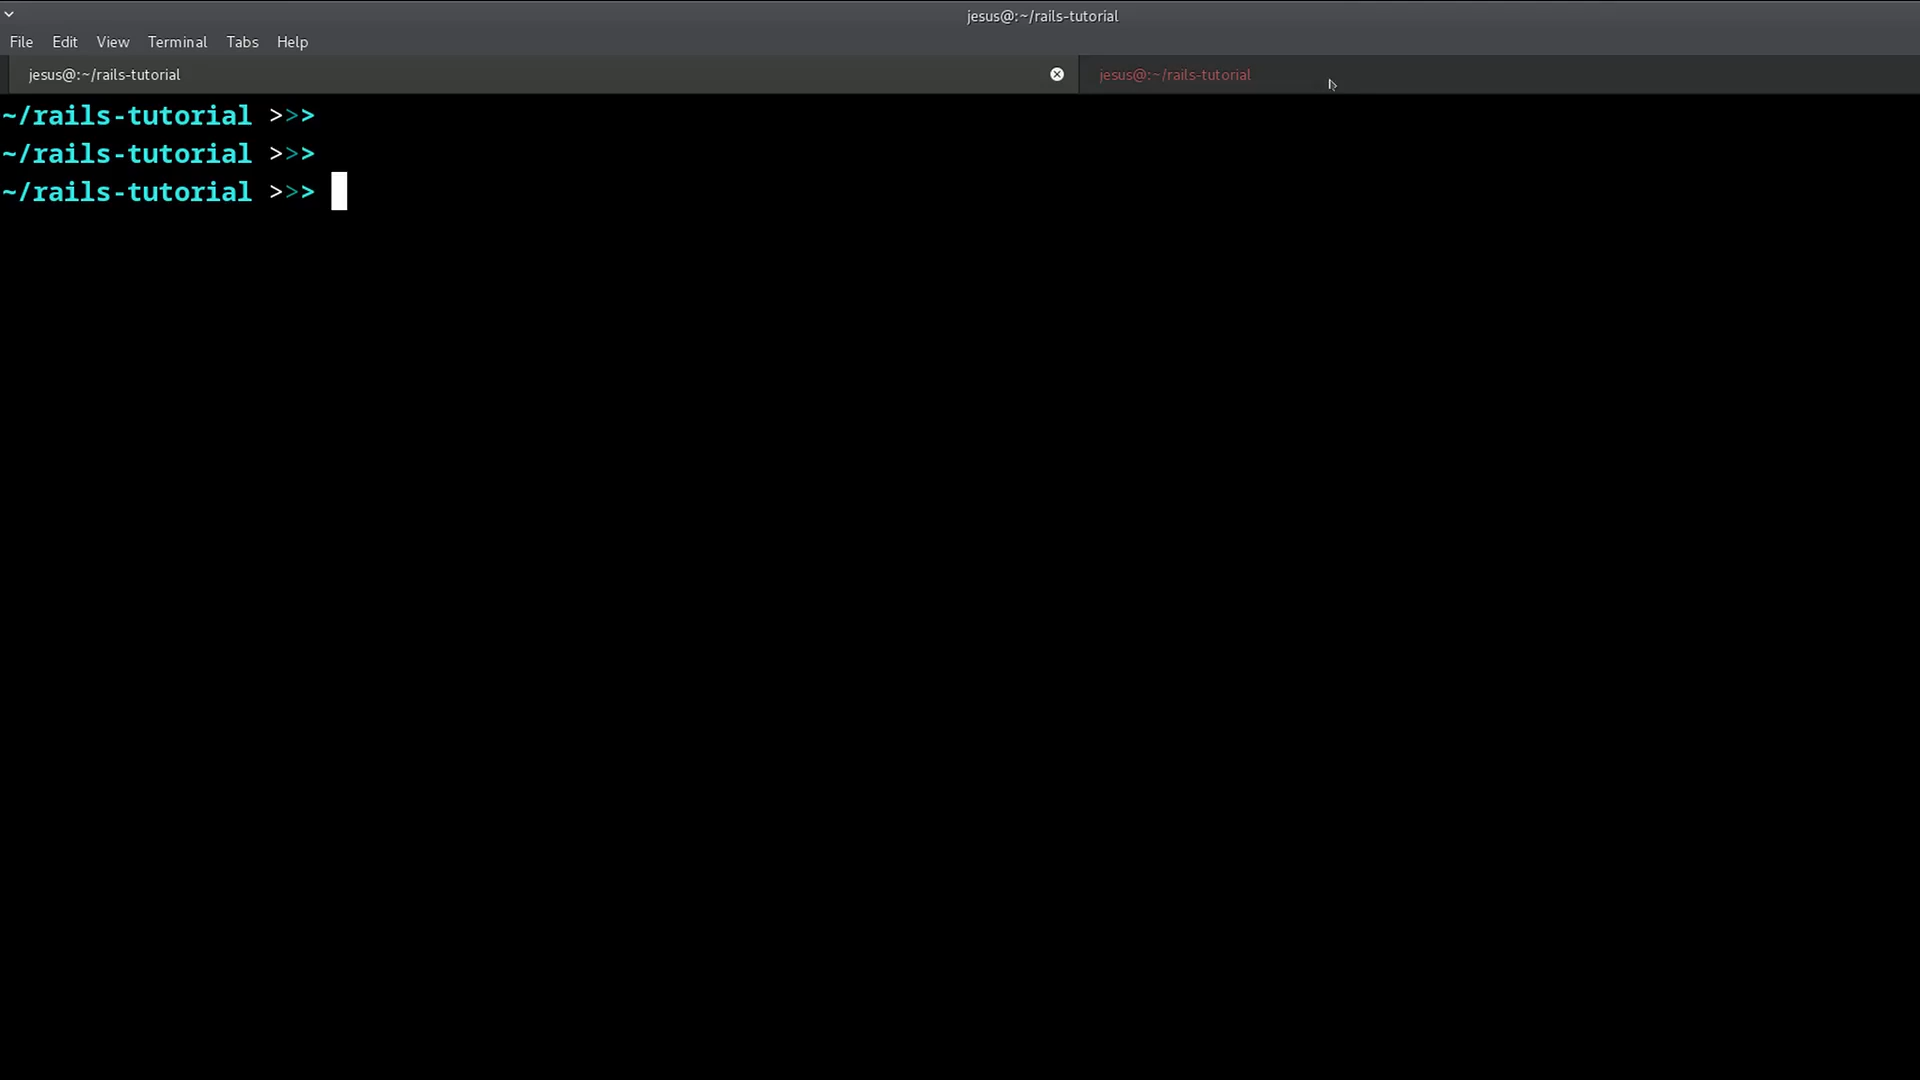 jesus@:~/rails-tutorial
File Edit View Terminal Tabs Help
jesus@:~/rails-tutorial jesus@:~/rails-tutorial
~/rails-tutorial >>>
~/rails-tutorial >>>
~/rails-tutorial >>>